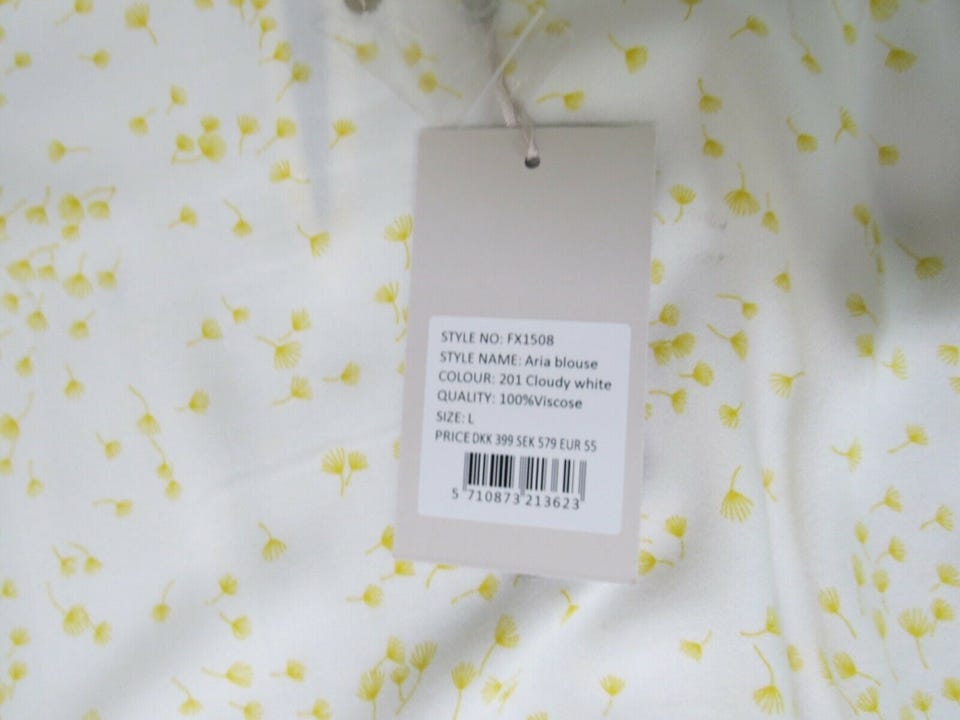 STYLE NO: FX1508
STYLE NAME: Aria blouse
COLOUR: 201 Cloudy white
QUALITY: 100%Viscose
SIZE: L
PRICE DKK 399 SEK 579 EUR 55
5 710873 213623